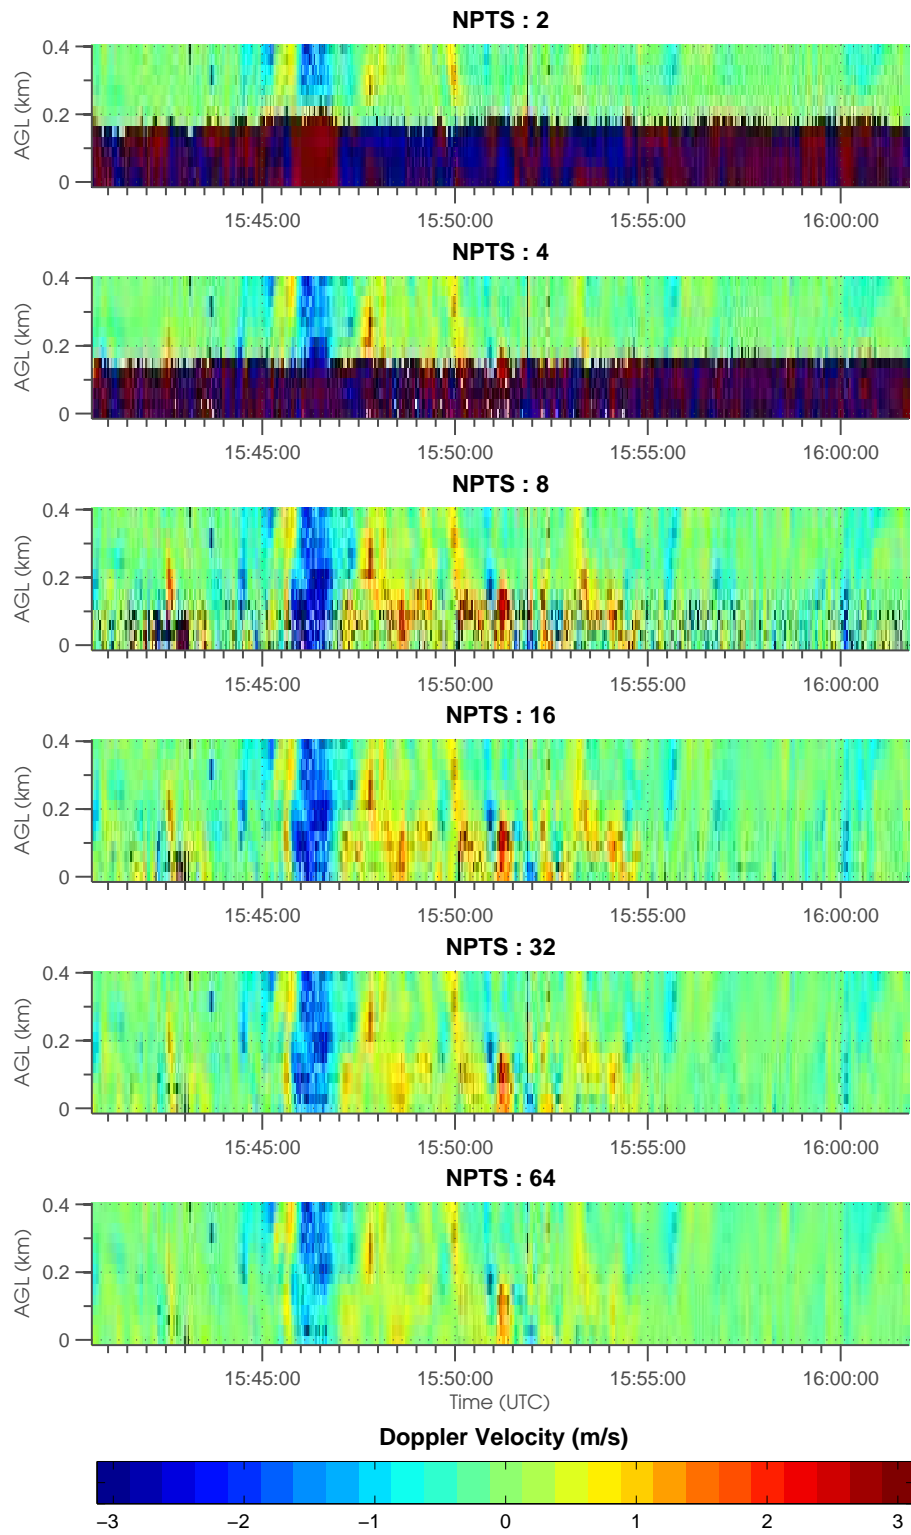 NPTS : 2
0.4
0.2
0
AGL (km)
15:45:00 15:50:00 15:55:00 16:00:00
NPTS : 4
0.4
0.2
0
AGL (km)
15:45:00 15:50:00 15:55:00 16:00:00
NPTS : 8
0.4
0.2
0
AGL (km)
15:45:00 15:50:00 15:55:00 16:00:00
NPTS : 16
0.4
0.2
0
AGL (km)
15:45:00 15:50:00 15:55:00 16:00:00
NPTS : 32
0.4
0.2
0
AGL (km)
15:45:00 15:50:00 15:55:00 16:00:00
NPTS : 64
0.4
0.2
0
AGL (km)
15:45:00 15:50:00 15:55:00 16:00:00
Time (UTC)
Doppler Velocity (m/s)
−3 −2 −1 0 1 2 3